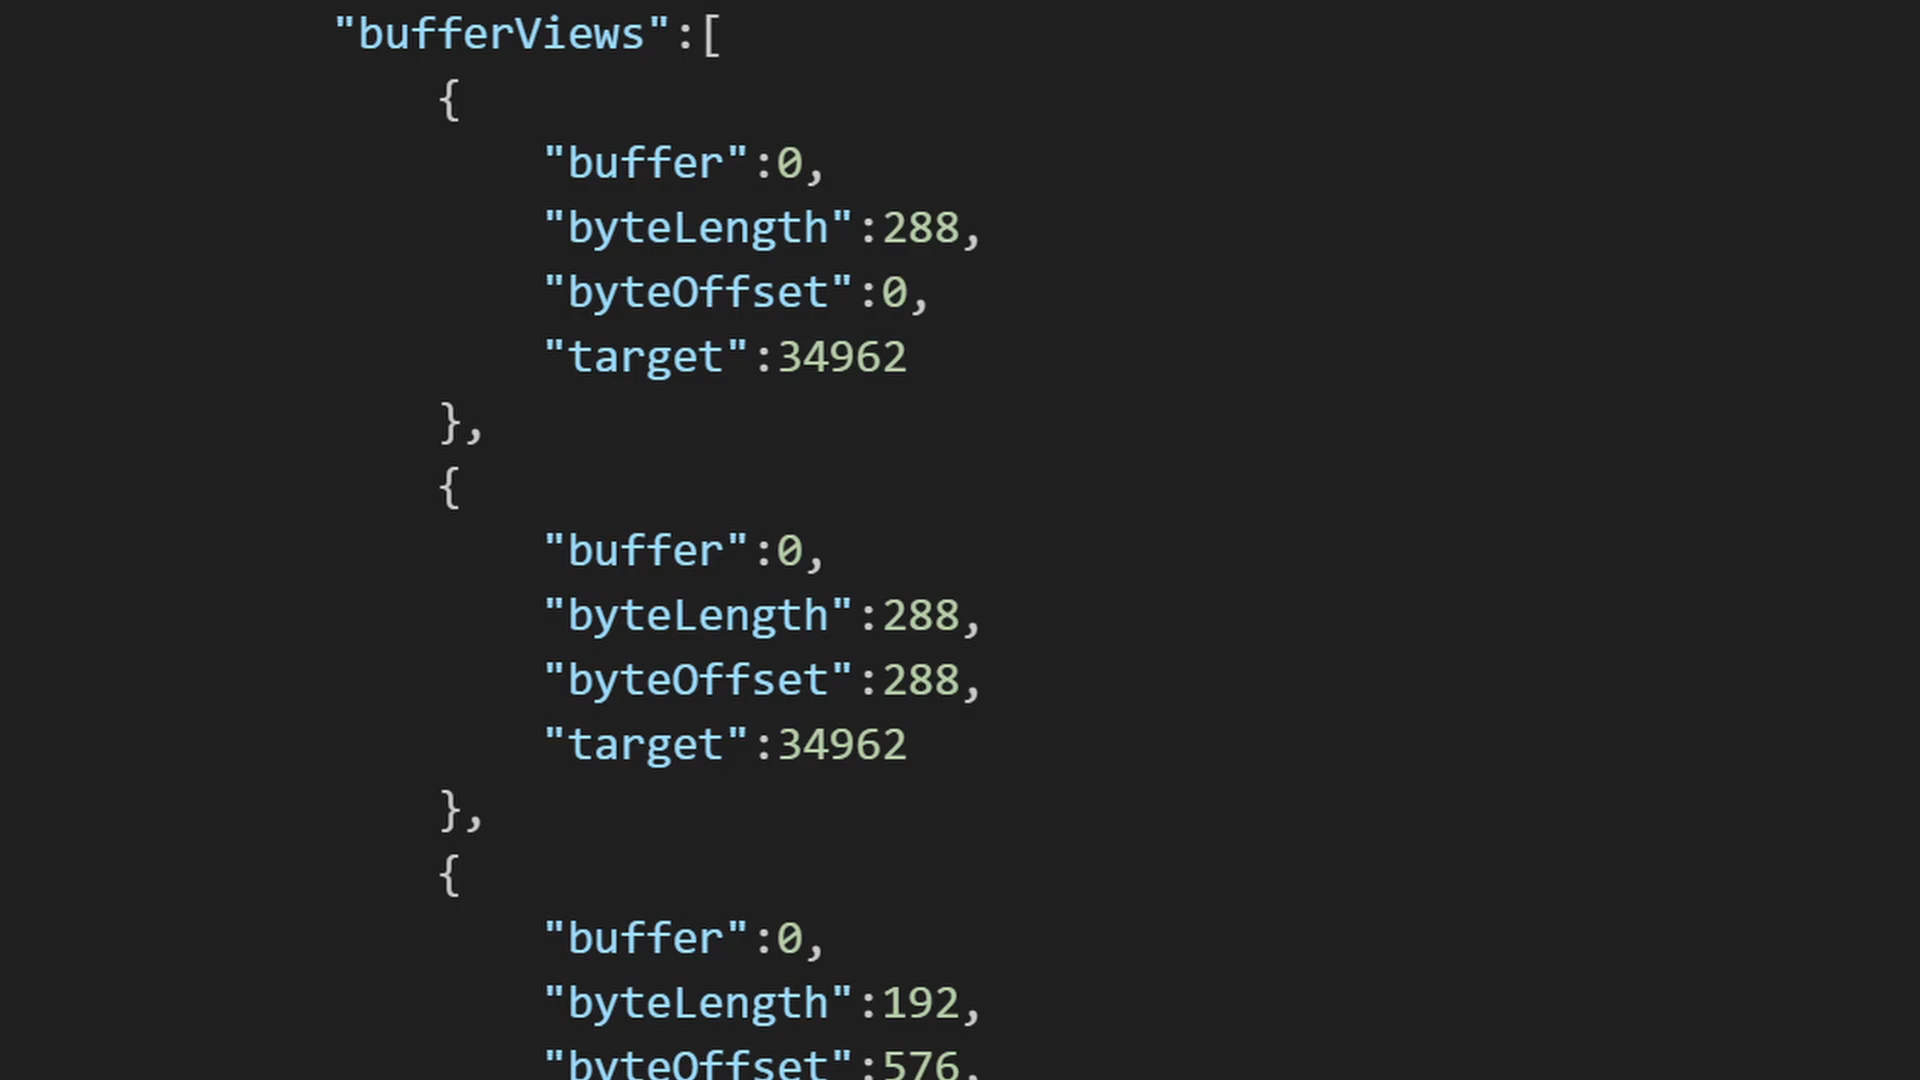 "bufferViews":[
{
"buffer":0,
"byteLength":288,
"byteOffset":0,
"target":34962
},
{
"buffer":0,
"byteLength":288,
"byteOffset":288,
"target":34962
},
{
"buffer":0,
"byteLength":192,
"byteOffset":576,